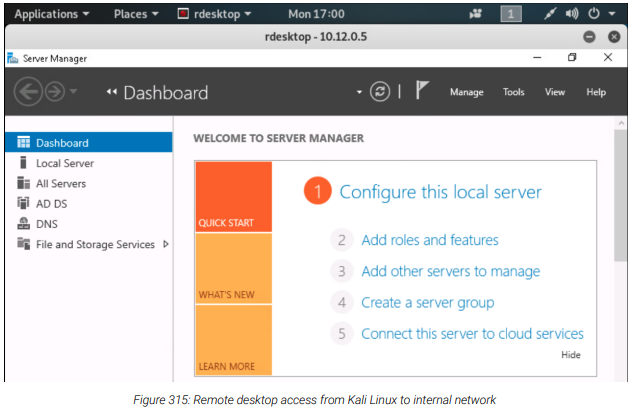 Applications Places rdesktop Mon 17:00 1
rdesktop - 10.12.0.5
Server Manager
Dashboard Manage Tools View Help
Dashboard
Local Server
All Servers
AD DS
DNS
File and Storage Services
WELCOME TO SERVER MANAGER
QUICK START
WHAT'S NEW
LEARN MORE
1 Configure this local server
2 Add roles and features
3 Add other servers to manage
4 Create a server group
5 Connect this server to cloud services
Hide
Figure 315: Remote desktop access from Kali Linux to internal network